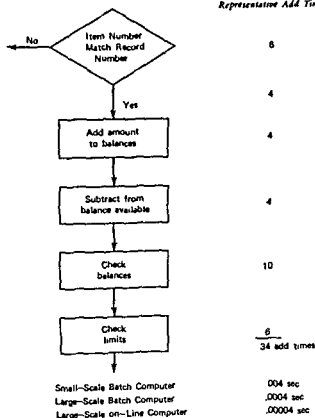 Representative Add Ti
No
Item Number
Match Record
Number
6
4
Yes
Add amount
to balances
4
Subtract from
balance available
4
Check
balances
10
Check
limits
6
34 add times
Small-Scale Batch Computer .004 sec
Large-Scale Batch Computer .0004 sec
Large-Scale on-Line Computer .00004 sec